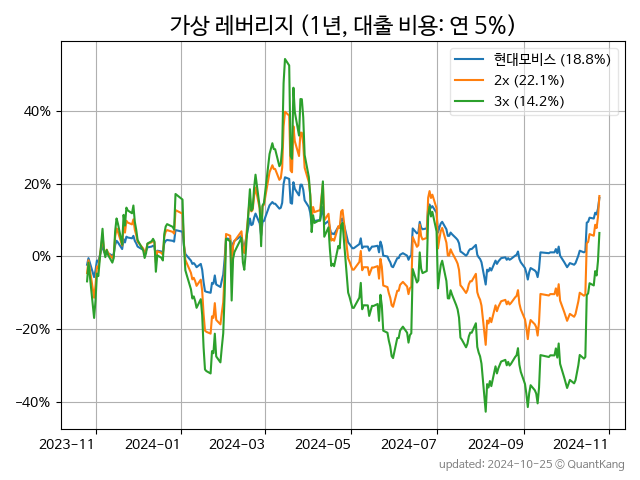 가상 레버리지 (1년, 대출 비용: 연 5%)
현대모비스 (18.8%)
2x (22.1%)
3x (14.2%)
40%
20%
0%
−20%
−40%
2023-11
2024-01
2024-03
2024-05
2024-07
2024-09
2024-11
updated: 2024-10-25 © QuantKang